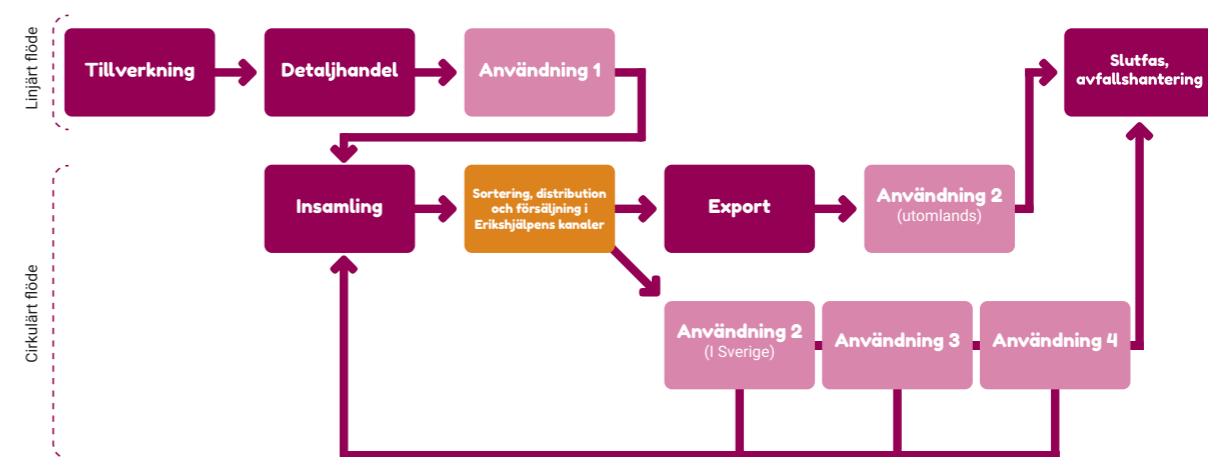 Linjärt flöde
Tillverkning
Detaljhandel
Användning 1
Slutfas,
avfallshantering
Cirkulärt flöde
Insamling
Sortering, distribution
och försäljning i
Erikshjälpens kanaler
Export
Användning 2
(utomlands)
Användning 2
(I Sverige)
Användning 3
Användning 4